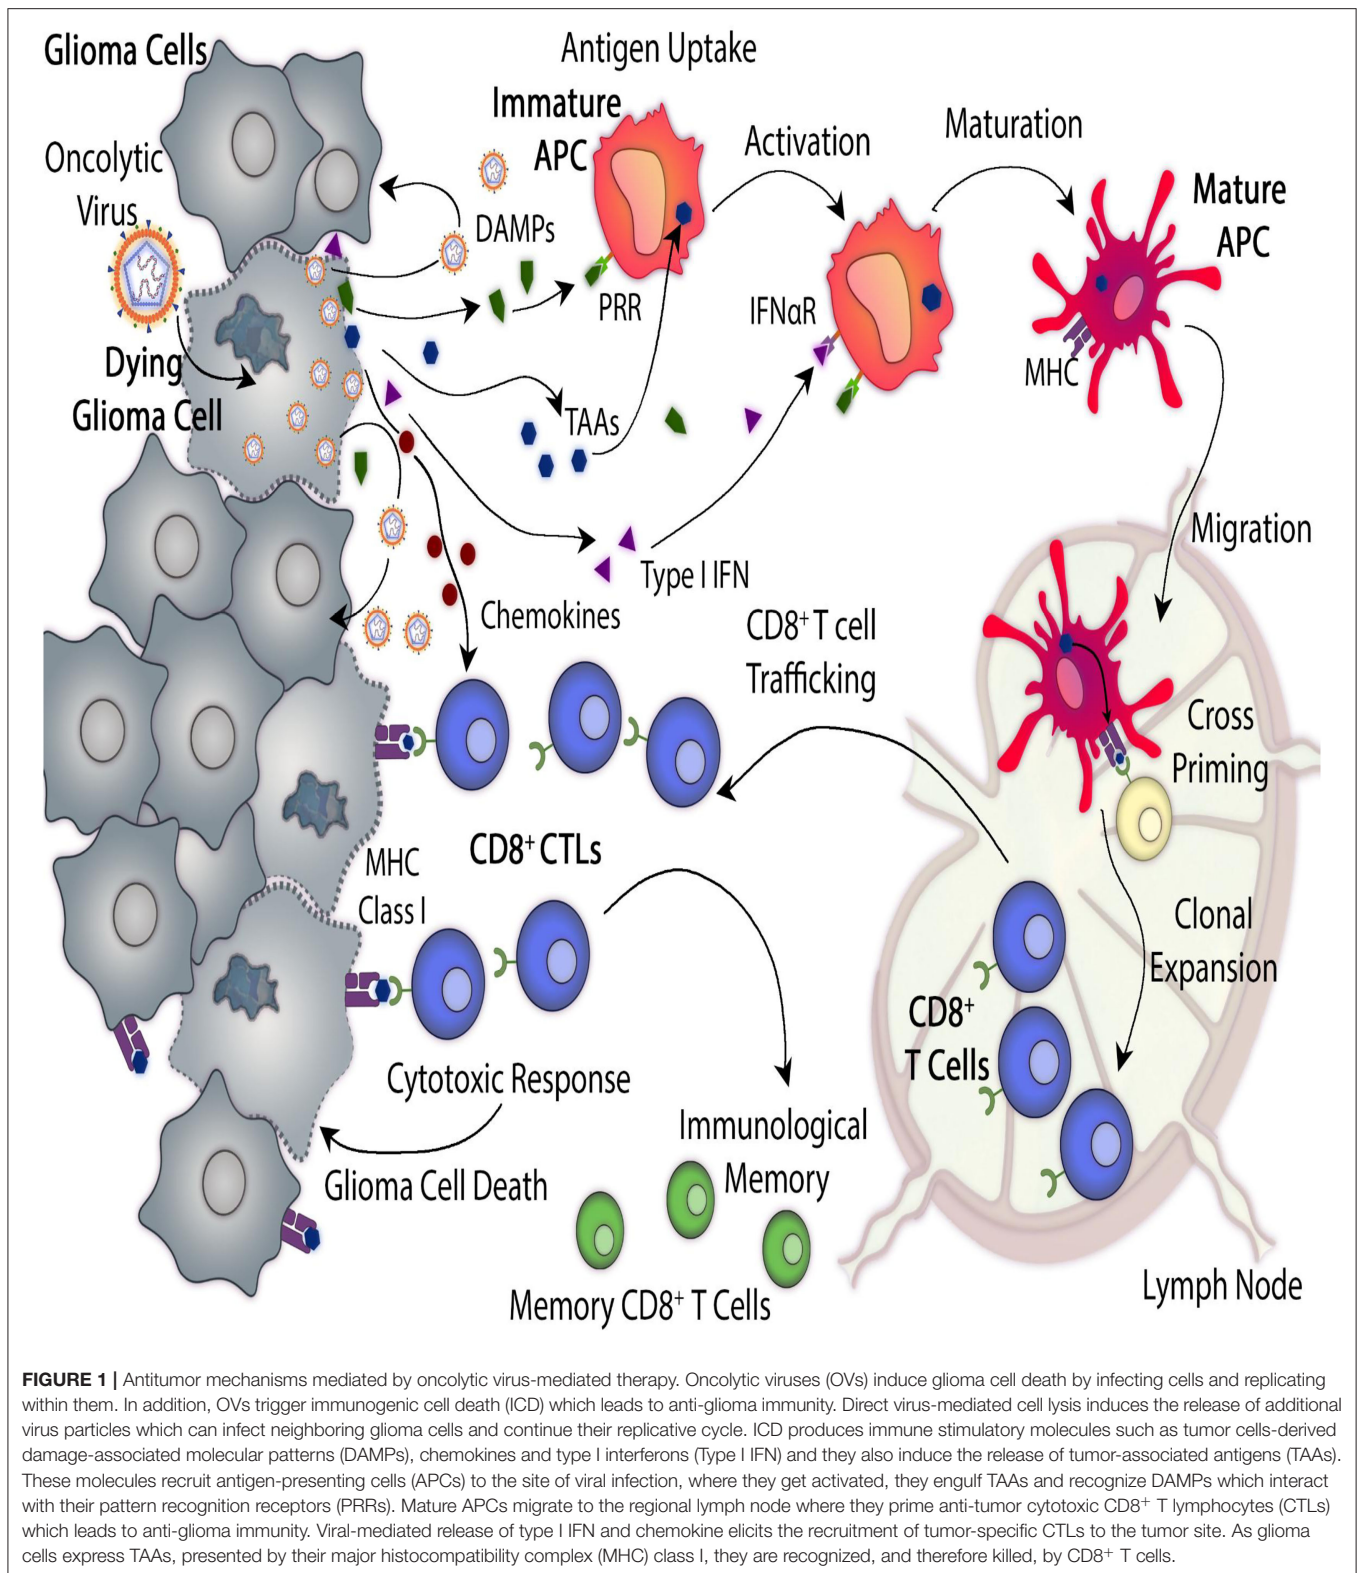 Glioma Cells
Antigen Uptake
Immature
APC
Activation
Maturation
Mature
APC
Oncolytic
Virus
DAMPs
PRR
IFNαR
MHC
Dying
Glioma Cell
TAAs
Type I IFN
Chemokines
CD8+ T cell
Trafficking
Migration
Cross
Priming
CD8+ CTLs
MHC
Class I
Clonal
Expansion
CD8+
T Cells
Cytotoxic Response
Glioma Cell Death
Immunological
Memory
Memory CD8+ T Cells
Lymph Node
FIGURE 1 | Antitumor mechanisms mediated by oncolytic virus-mediated therapy. Oncolytic viruses (OVs) induce glioma cell death by infecting cells and replicating
within them. In addition, OVs trigger immunogenic cell death (ICD) which leads to anti-glioma immunity. Direct virus-mediated cell lysis induces the release of additional
virus particles which can infect neighboring glioma cells and continue their replicative cycle. ICD produces immune stimulatory molecules such as tumor cells-derived
damage-associated molecular patterns (DAMPs), chemokines and type I interferons (Type I IFN) and they also induce the release of tumor-associated antigens (TAAs).
These molecules recruit antigen-presenting cells (APCs) to the site of viral infection, where they get activated, they engulf TAAs and recognize DAMPs which interact
with their pattern recognition receptors (PRRs). Mature APCs migrate to the regional lymph node where they prime anti-tumor cytotoxic CD8+ T lymphocytes (CTLs)
which leads to anti-glioma immunity. Viral-mediated release of type I IFN and chemokine elicits the recruitment of tumor-specific CTLs to the tumor site. As glioma
cells express TAAs, presented by their major histocompatibility complex (MHC) class I, they are recognized, and therefore killed, by CD8+ T cells.